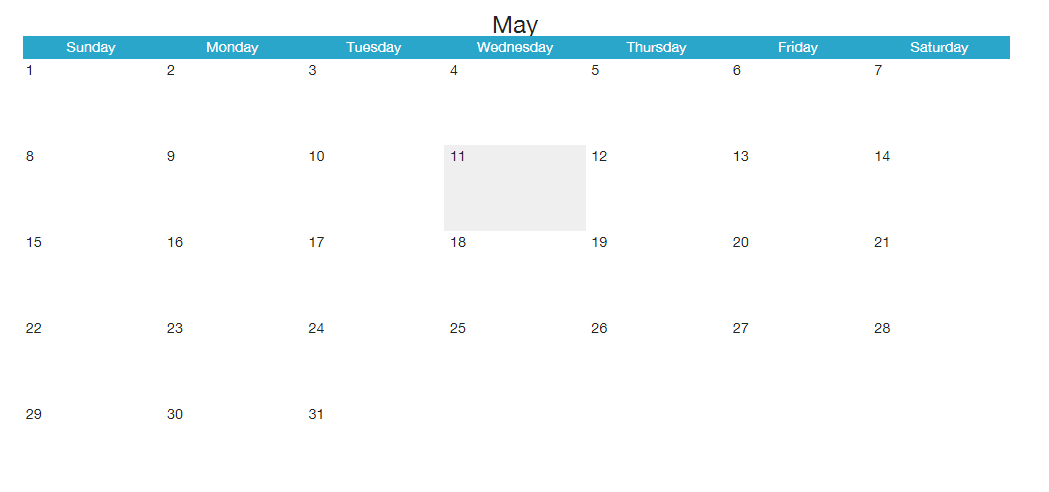 May
Sunday Monday Tuesday Wednesday Thursday Friday Saturday
1 2 3 4 5 6 7
8 9 10 11 12 13 14
15 16 17 18 19 20 21
22 23 24 25 26 27 28
29 30 31